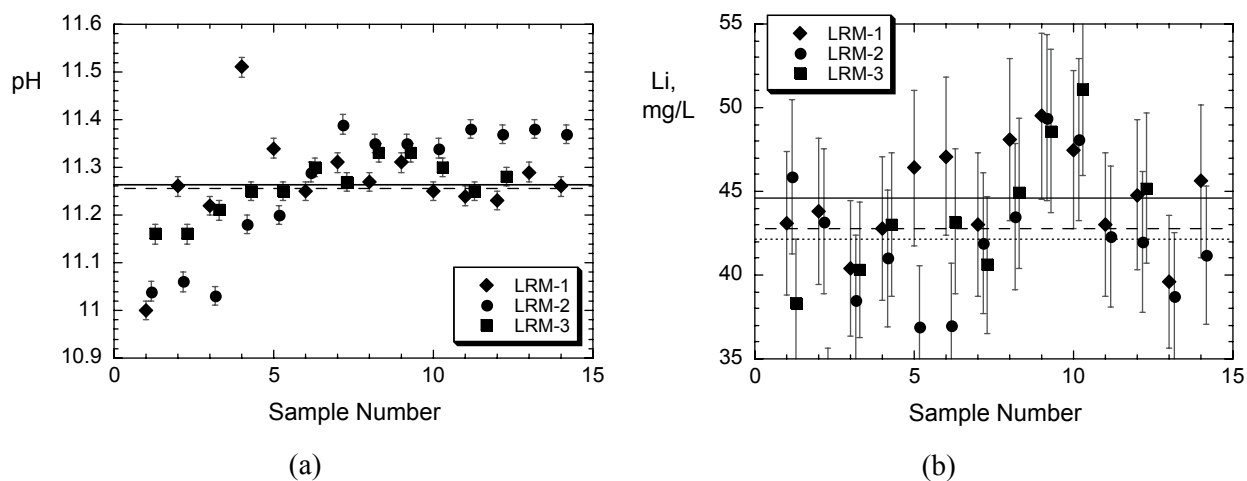 11.6
11.5
11.4
11.3
11.2
11.1
11
10.9
pH
LRM-1
LRM-2
LRM-3
0 5 10 15
Sample Number
(a)
55
50
45
40
35
Li,
mg/L
LRM-1
LRM-2
LRM-3
0 5 10 15
Sample Number
(b)